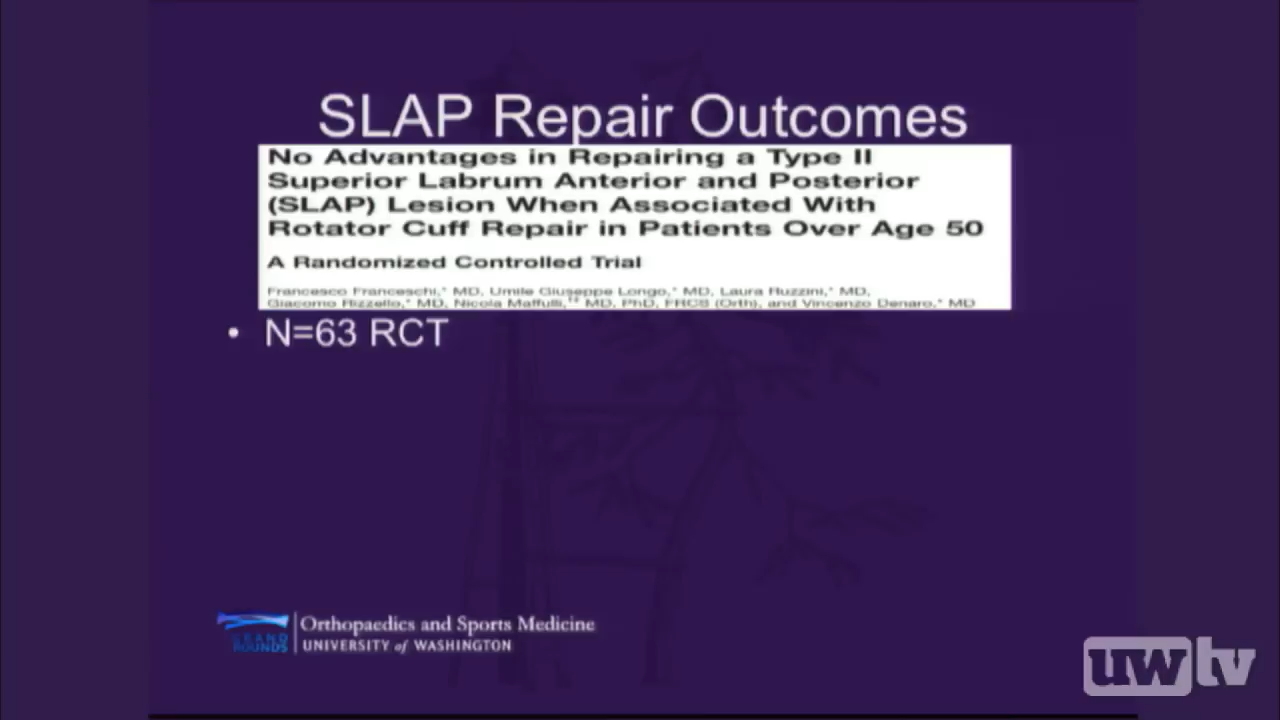 SLAP Repair Outcomes
No Advantages in Repairing a Type II
Superior Labrum Anterior and Posterior
(SLAP) Lesion When Associated With
Rotator Cuff Repair in Patients Over Age 50
A Randomized Controlled Trial
Francesco Franceschi,* MD, Umile Giuseppe Longo,* MD, Laura Ruzzini,* MD,
Giacomo Rizzello,* MD, Nicola Maffulli,†‡ MD, PhD, FRCS (Orth), and Vincenzo Denaro,* MD
• N=63 RCT
GRAND
ROUNDS
Orthopaedics and Sports Medicine
UNIVERSITY of WASHINGTON
uwtv